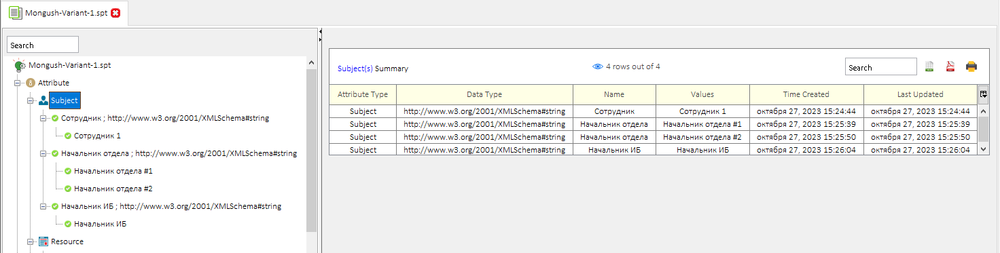 Mongush-Variant-1.spt
Search
Mongush-Variant-1.spt
Attribute
Subject
Сотрудник ; http://www.w3.org/2001/XMLSchema#string
Сотрудник 1
Начальник отдела ; http://www.w3.org/2001/XMLSchema#string
Начальник отдела #1
Начальник отдела #2
Начальник ИБ ; http://www.w3.org/2001/XMLSchema#string
Начальник ИБ
Resource
Subject(s) Summary 4 rows out of 4 Search
Attribute Type Data Type Name Values Time Created Last Updated
Subject http://www.w3.org/2001/XMLSchema#string Сотрудник Сотрудник 1 октября 27, 2023 15:24:44 октября 27, 2023 15:24:44
Subject http://www.w3.org/2001/XMLSchema#string Начальник отдела Начальник отдела #1 октября 27, 2023 15:25:39 октября 27, 2023 15:25:39
Subject http://www.w3.org/2001/XMLSchema#string Начальник отдела Начальник отдела #2 октября 27, 2023 15:25:50 октября 27, 2023 15:25:50
Subject http://www.w3.org/2001/XMLSchema#string Начальник ИБ Начальник ИБ октября 27, 2023 15:26:04 октября 27, 2023 15:26:04